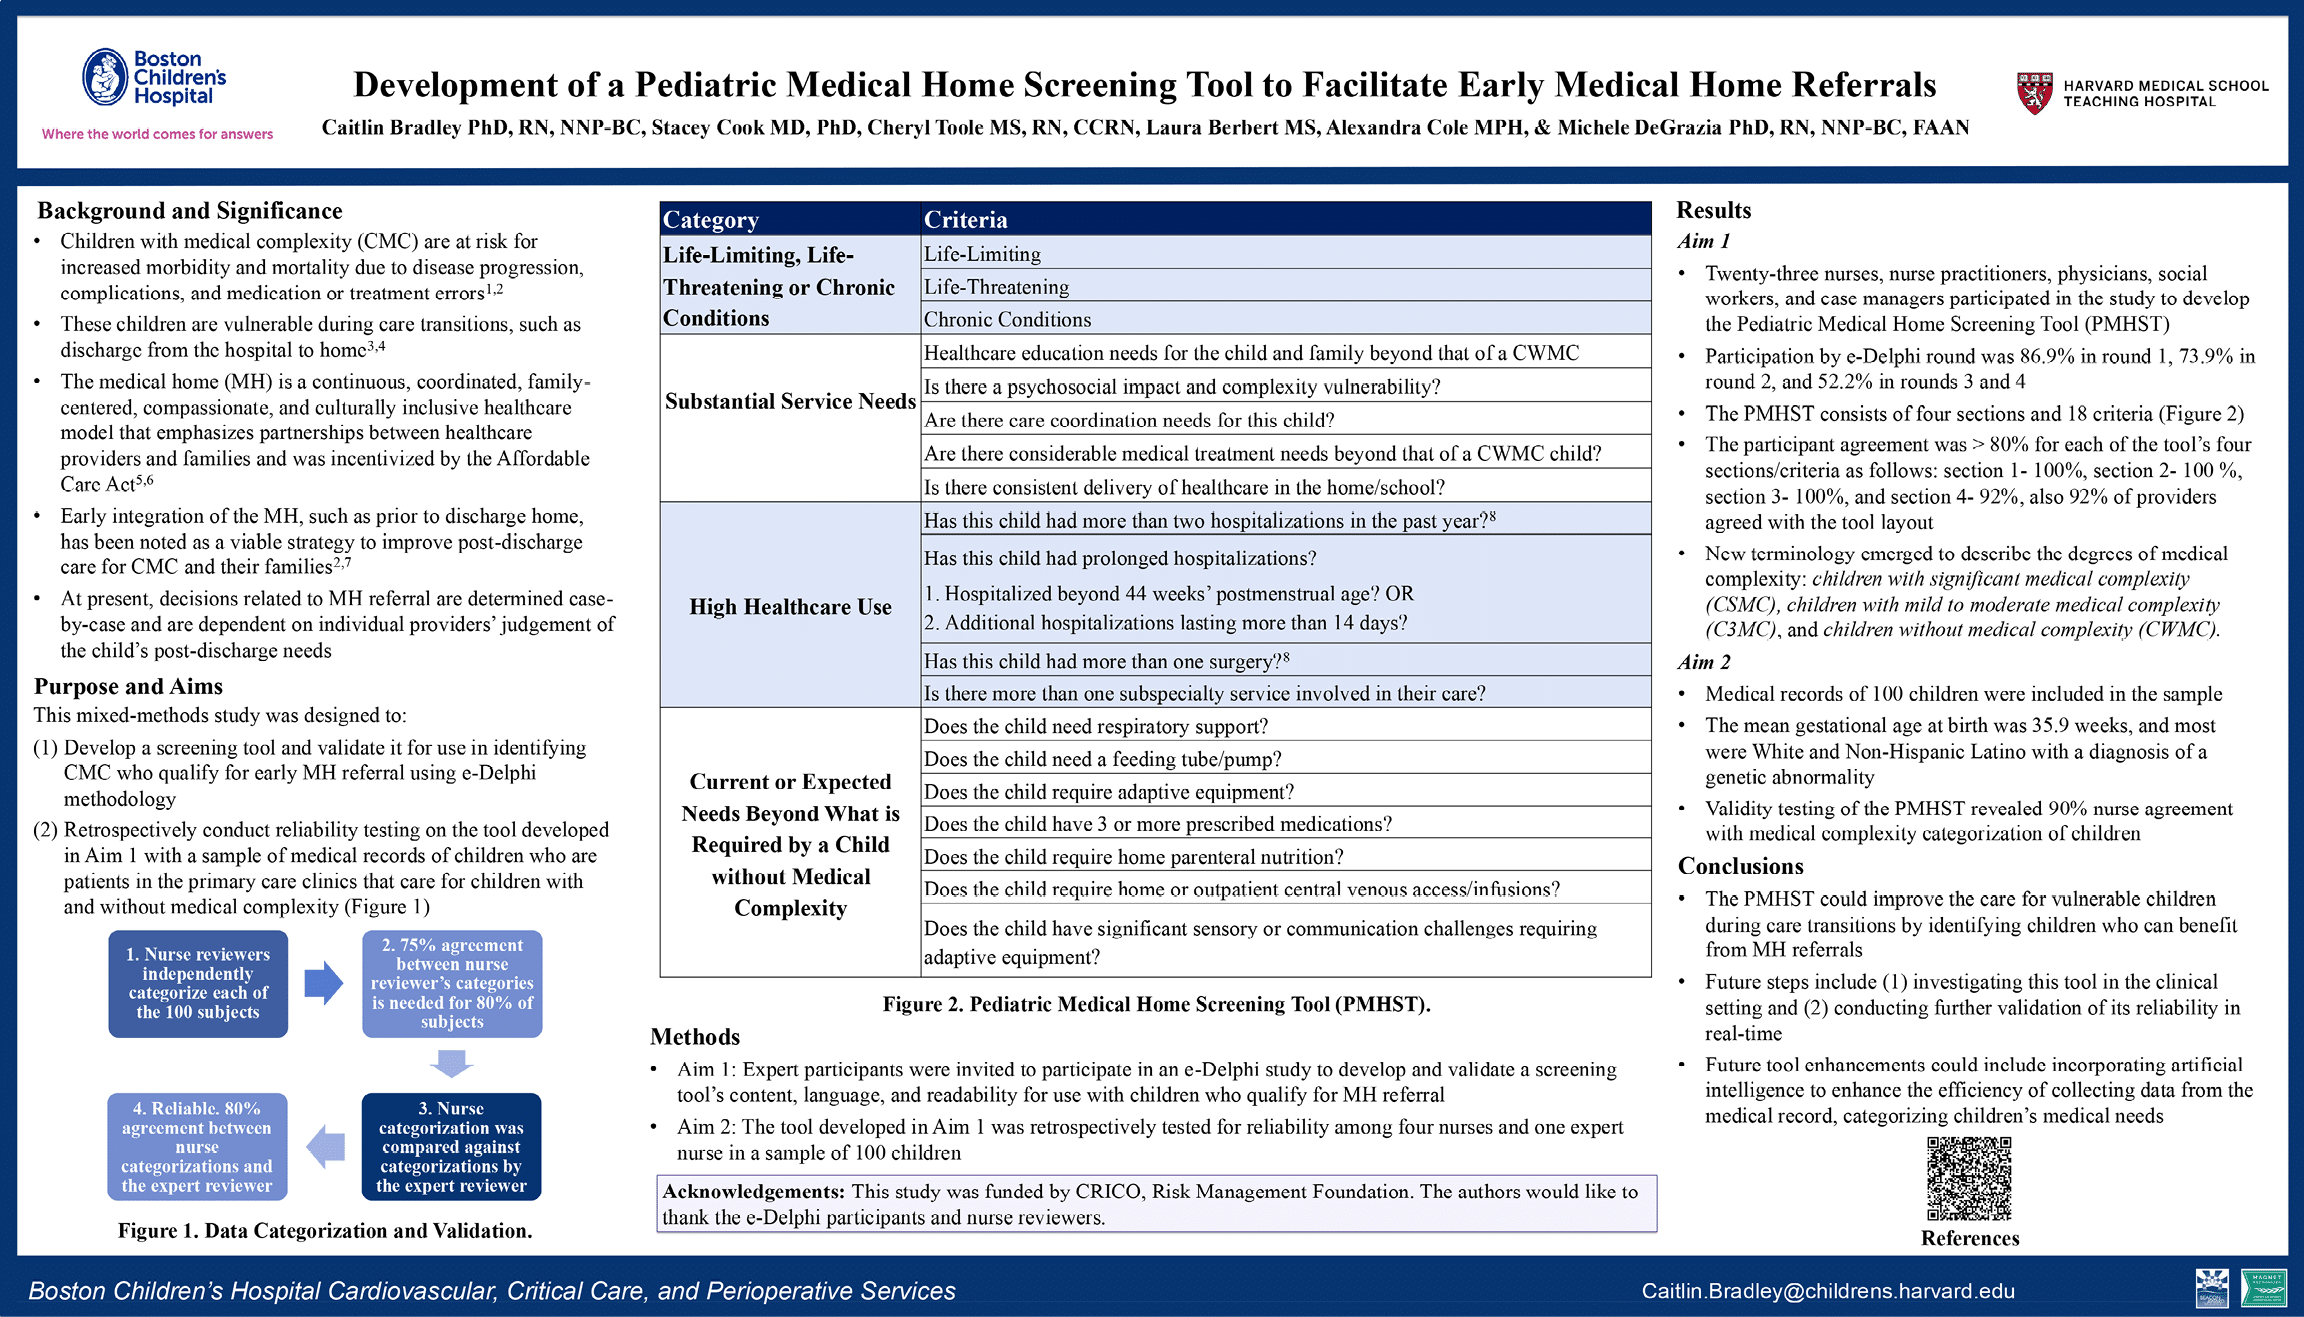 Boston
Children's
Hospital
Where the world comes for answers
Development of a Pediatric Medical Home Screening Tool to Facilitate Early Medical Home Referrals
Caitlin Bradley PhD, RN, NNP-BC, Stacey Cook MD, PhD, Cheryl Toole MS, RN, CCRN, Laura Berbert MS, Alexandra Cole MPH, & Michele DeGrazia PhD, RN, NNP-BC, FAAN
HARVARD MEDICAL SCHOOL
TEACHING HOSPITAL
Background and Significance
• Children with medical complexity (CMC) are at risk for
increased morbidity and mortality due to disease progression,
complications, and medication or treatment errors1,2
• These children are vulnerable during care transitions, such as
discharge from the hospital to home3,4
• The medical home (MH) is a continuous, coordinated, family-
centered, compassionate, and culturally inclusive healthcare
model that emphasizes partnerships between healthcare
providers and families and was incentivized by the Affordable
Care Act5,6
• Early integration of the MH, such as prior to discharge home,
has been noted as a viable strategy to improve post-discharge
care for CMC and their families2,7
• At present, decisions related to MH referral are determined case-
by-case and are dependent on individual providers' judgement of
the child's post-discharge needs
Purpose and Aims
This mixed-methods study was designed to:
(1) Develop a screening tool and validate it for use in identifying
CMC who qualify for early MH referral using e-Delphi
methodology
(2) Retrospectively conduct reliability testing on the tool developed
in Aim 1 with a sample of medical records of children who are
patients in the primary care clinics that care for children with
and without medical complexity (Figure 1)
1. Nurse reviewers
independently
categorize each of
the 100 subjects
2. 75% agreement
between nurse
reviewer's categories
is needed for 80% of
subjects
3. Nurse
categorization was
compared against
categorizations by
the expert reviewer
4. Reliable. 80%
agreement between
nurse
categorizations and
the expert reviewer
Figure 1. Data Categorization and Validation.
Category Criteria
Life-Limiting, Life-
Threatening or Chronic
Conditions
Life-Limiting
Life-Threatening
Chronic Conditions
Substantial Service Needs
Healthcare education needs for the child and family beyond that of a CWMC
Is there a psychosocial impact and complexity vulnerability?
Are there care coordination needs for this child?
Are there considerable medical treatment needs beyond that of a CWMC child?
Is there consistent delivery of healthcare in the home/school?
High Healthcare Use
Has this child had more than two hospitalizations in the past year?8
Has this child had prolonged hospitalizations?
1. Hospitalized beyond 44 weeks' postmenstrual age? OR
2. Additional hospitalizations lasting more than 14 days?
Has this child had more than one surgery?8
Is there more than one subspecialty service involved in their care?
Current or Expected
Needs Beyond What is
Required by a Child
without Medical
Complexity
Does the child need respiratory support?
Does the child need a feeding tube/pump?
Does the child require adaptive equipment?
Does the child have 3 or more prescribed medications?
Does the child require home parenteral nutrition?
Does the child require home or outpatient central venous access/infusions?
Does the child have significant sensory or communication challenges requiring
adaptive equipment?
Figure 2. Pediatric Medical Home Screening Tool (PMHST).
Methods
• Aim 1: Expert participants were invited to participate in an e-Delphi study to develop and validate a screening
tool's content, language, and readability for use with children who qualify for MH referral
• Aim 2: The tool developed in Aim 1 was retrospectively tested for reliability among four nurses and one expert
nurse in a sample of 100 children
Acknowledgements: This study was funded by CRICO, Risk Management Foundation. The authors would like to
thank the e-Delphi participants and nurse reviewers.
Results
Aim 1
• Twenty-three nurses, nurse practitioners, physicians, social
workers, and case managers participated in the study to develop
the Pediatric Medical Home Screening Tool (PMHST)
• Participation by e-Delphi round was 86.9% in round 1, 73.9% in
round 2, and 52.2% in rounds 3 and 4
• The PMHST consists of four sections and 18 criteria (Figure 2)
• The participant agreement was > 80% for each of the tool's four
sections/criteria as follows: section 1- 100%, section 2- 100 %,
section 3- 100%, and section 4- 92%, also 92% of providers
agreed with the tool layout
• New terminology emerged to describe the degrees of medical
complexity: children with significant medical complexity
(CSMC), children with mild to moderate medical complexity
(C3MC), and children without medical complexity (CWMC).
Aim 2
• Medical records of 100 children were included in the sample
• The mean gestational age at birth was 35.9 weeks, and most
were White and Non-Hispanic Latino with a diagnosis of a
genetic abnormality
• Validity testing of the PMHST revealed 90% nurse agreement
with medical complexity categorization of children
Conclusions
• The PMHST could improve the care for vulnerable children
during care transitions by identifying children who can benefit
from MH referrals
• Future steps include (1) investigating this tool in the clinical
setting and (2) conducting further validation of its reliability in
real-time
• Future tool enhancements could include incorporating artificial
intelligence to enhance the efficiency of collecting data from the
medical record, categorizing children's medical needs
References
Boston Children's Hospital Cardiovascular, Critical Care, and Perioperative Services
Caitlin.Bradley@childrens.harvard.edu
BEACON
MAGNET